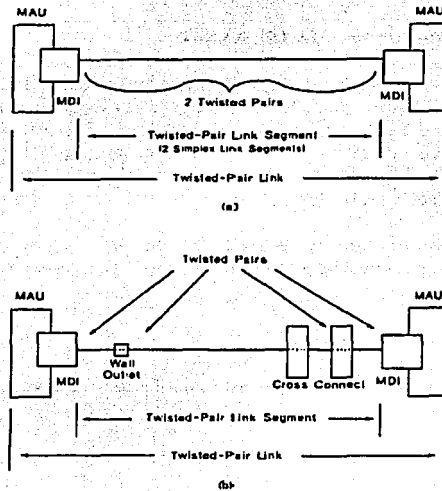 MAU
MAU
MDI
MDI
2 Twisted Pairs
Twisted-Pair Link Segment
(2 Simplex Link Segments)
Twisted-Pair Link
(a)
Twisted Pairs
MAU
MAU
MDI
Wall
Outlet
Cross Connect
MDI
Twisted-Pair Link Segment
Twisted-Pair Link
(b)